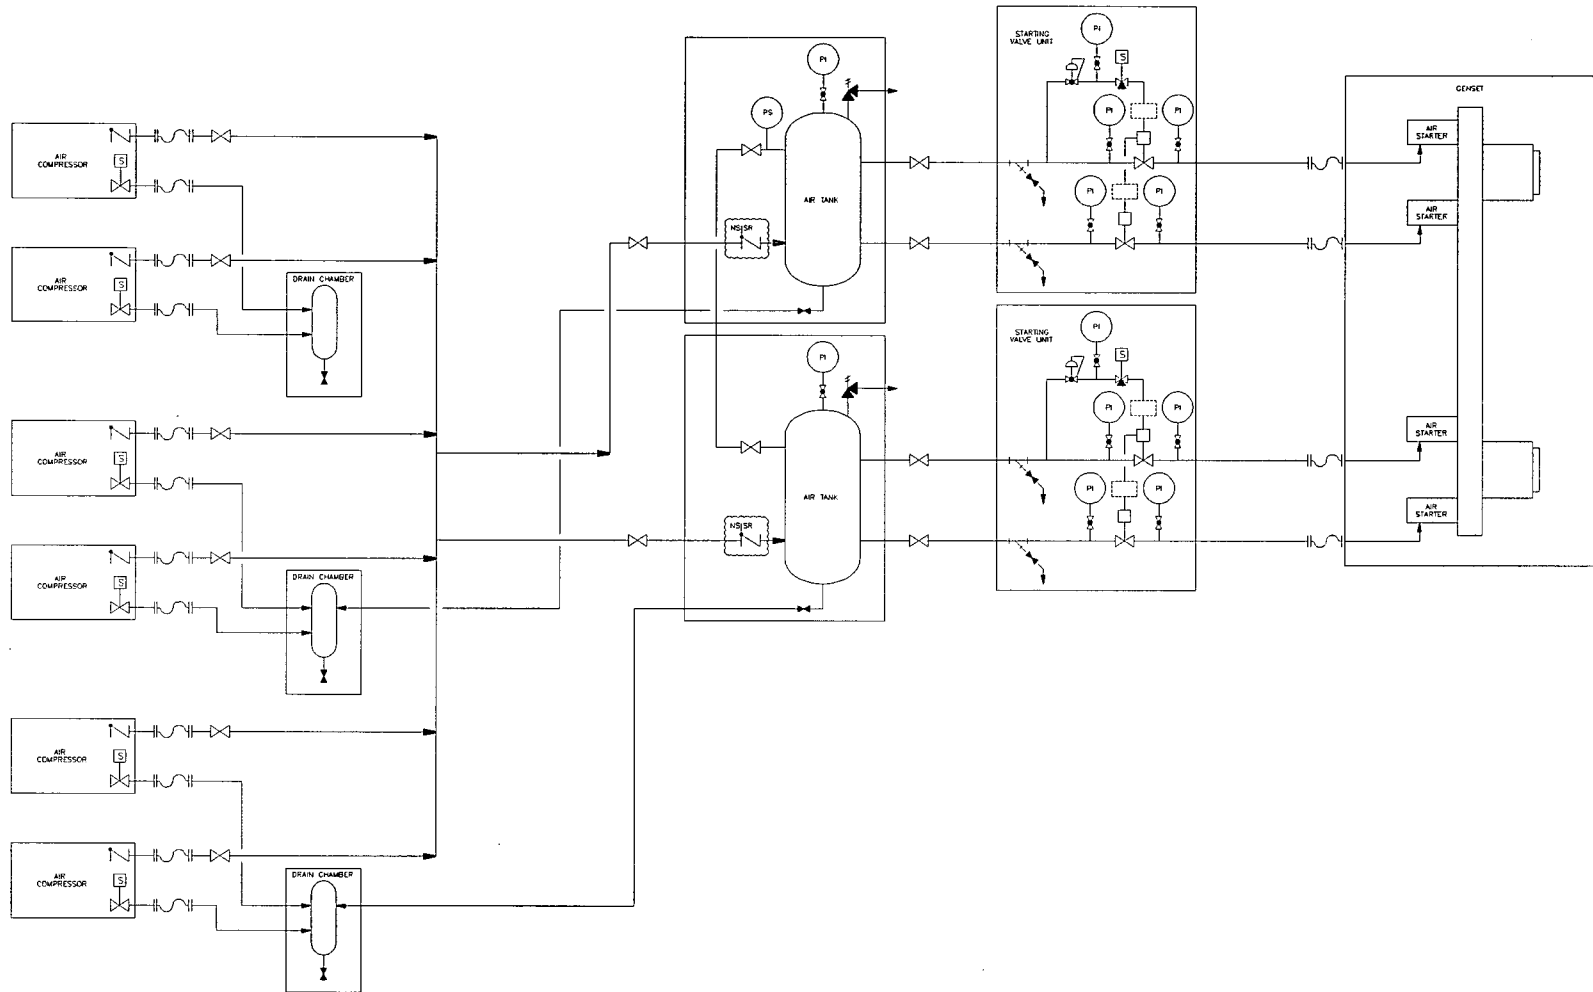 AIR
COMPRESSOR
S
AIR
COMPRESSOR
S
DRAIN CHAMBER
AIR
COMPRESSOR
S
AIR
COMPRESSOR
S
DRAIN CHAMBER
AIR
COMPRESSOR
S
AIR
COMPRESSOR
S
DRAIN CHAMBER
PI
PS
AIR TANK
NS SR
PI
AIR TANK
NS SR
STARTING
VALVE UNIT
PI
S
PI
PI
PI
PI
STARTING
VALVE UNIT
PI
S
PI
PI
PI
PI
GENSET
AIR
STARTER
AIR
STARTER
AIR
STARTER
AIR
STARTER